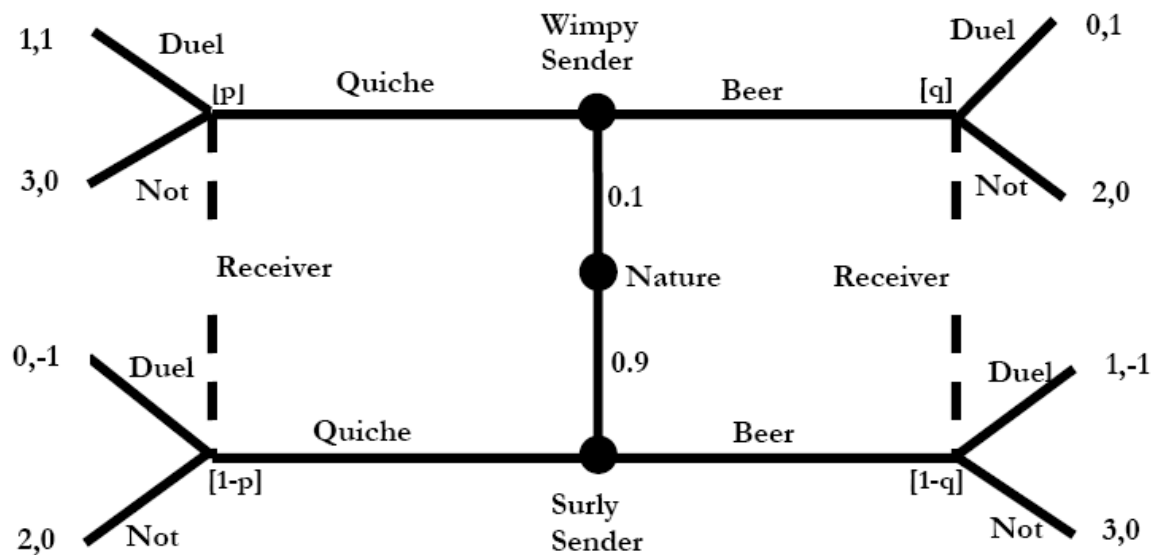 1,1
Duel
Wimpy
Sender
Duel
0,1
[p]
Quiche
Beer
[q]
3,0
Not
Not
2,0
0.1
Receiver
Nature
Receiver
0,-1
Duel
0.9
Duel
1,-1
Quiche
Beer
[1-p]
[1-q]
2,0
Not
Surly
Sender
Not
3,0